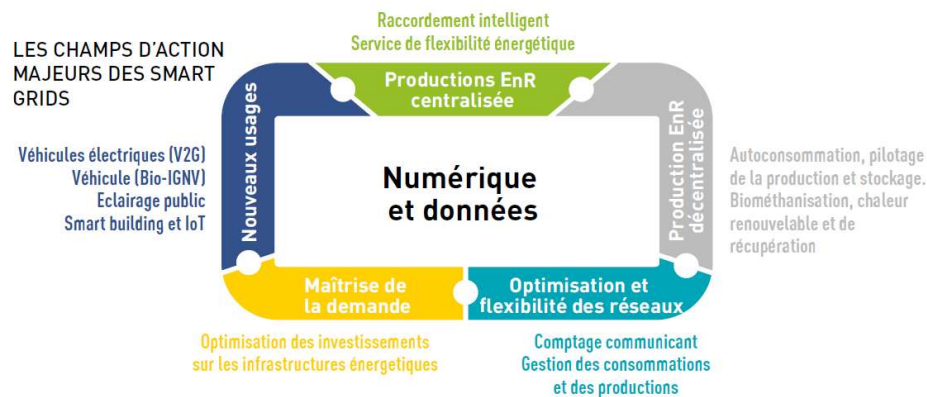 LES CHAMPS D'ACTION
MAJEURS DES SMART
GRIDS
Raccordement intelligent
Service de flexibilité énergétique
Productions EnR
centralisée
Nouveaux usages
Véhicules électriques (V2G)
Véhicule (Bio-IGNV)
Eclairage public
Smart building et IoT
Numérique
et données
Production EnR
décentralisée
Autoconsommation, pilotage
de la production et stockage.
Biométhanisation, chaleur
renouvelable et de
récupération
Maîtrise de
la demande
Optimisation et
flexibilité des réseaux
Optimisation des investissements
sur les infrastructures énergetiques
Comptage communicant
Gestion des consommations
et des productions